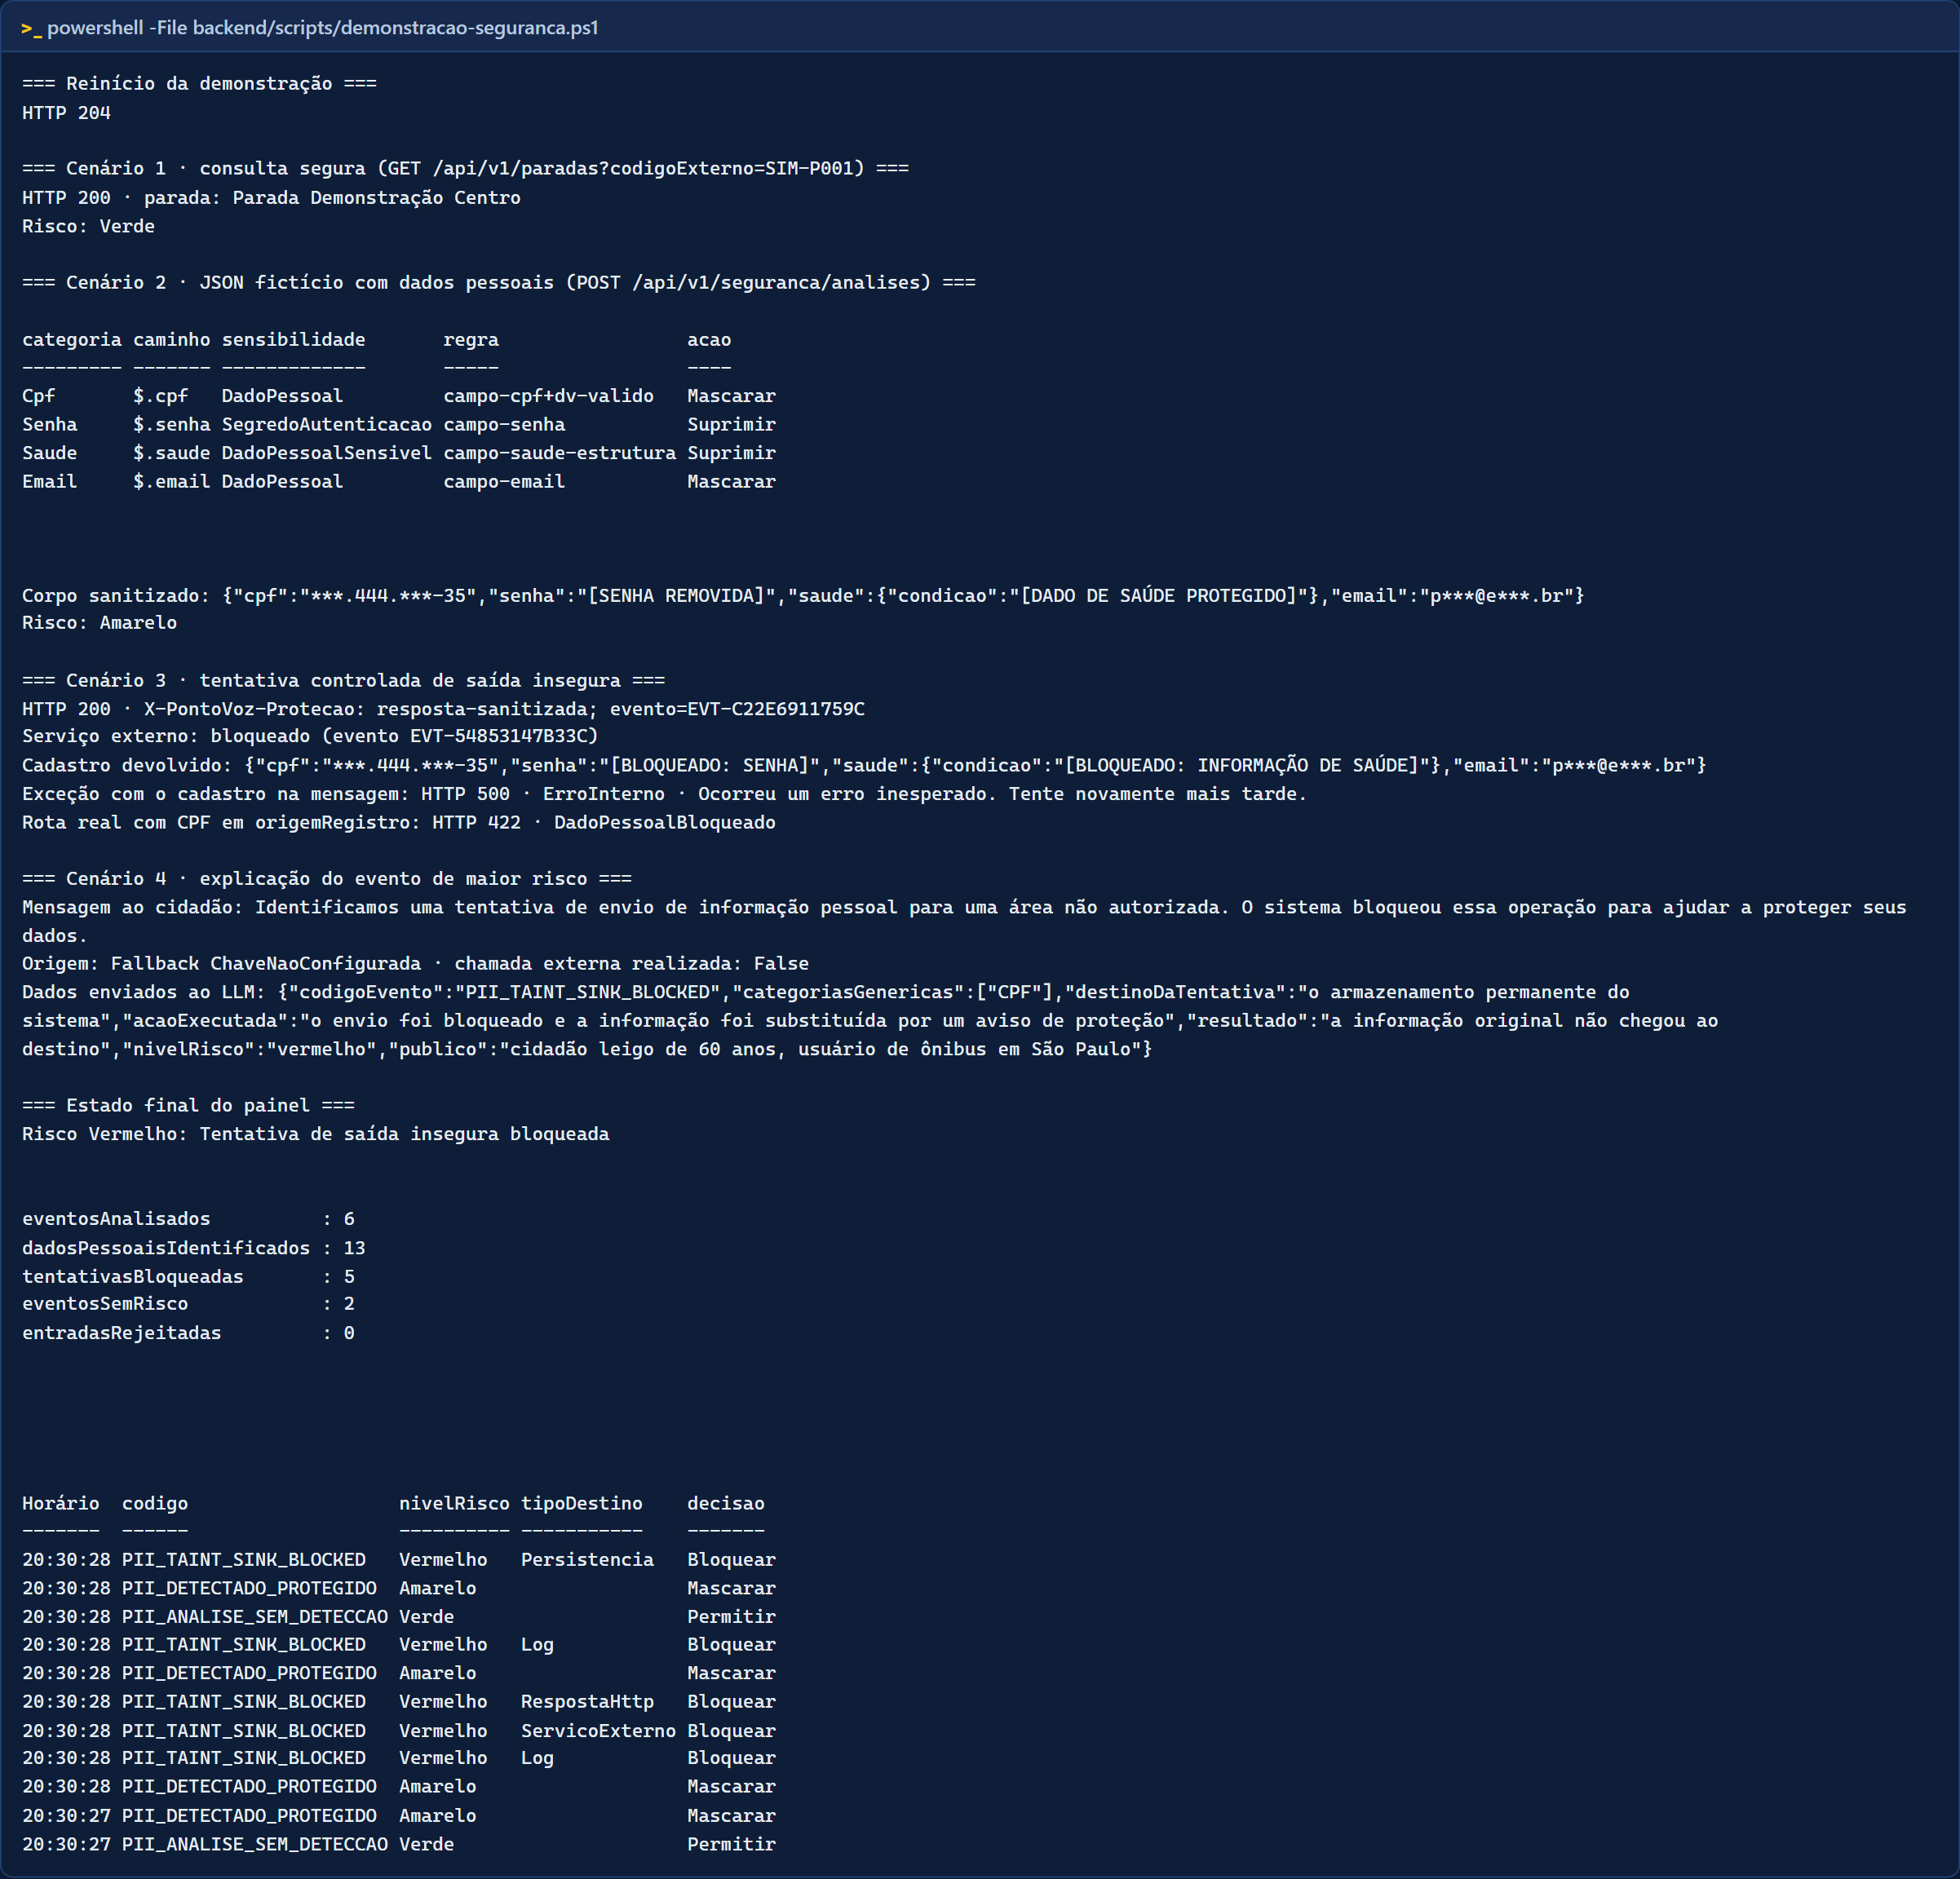 >_ powershell -File backend/scripts/demonstracao-seguranca.ps1
=== Reinício da demonstração ===
HTTP 204
=== Cenário 1 · consulta segura (GET /api/v1/paradas?codigoExterno=SIM-P001) ===
HTTP 200 · parada: Parada Demonstração Centro
Risco: Verde
=== Cenário 2 · JSON fictício com dados pessoais (POST /api/v1/seguranca/analises) ===
categoria caminho sensibilidade       regra                 acao
--------- ------- -------------       -----                 ----
Cpf       $.cpf   DadoPessoal         campo-cpf+dv-valido   Mascarar
Senha     $.senha SegredoAutenticacao campo-senha           Suprimir
Saude     $.saude DadoPessoalSensivel campo-saude-estrutura Suprimir
Email     $.email DadoPessoal         campo-email           Mascarar
Corpo sanitizado: {"cpf":"***.444.***-35","senha":"[SENHA REMOVIDA]","saude":{"condicao":"[DADO DE SAÚDE PROTEGIDO]"},"email":"p***@e***.br"}
Risco: Amarelo
=== Cenário 3 · tentativa controlada de saída insegura ===
HTTP 200 · X-PontoVoz-Protecao: resposta-sanitizada; evento=EVT-C22E6911759C
Serviço externo: bloqueado (evento EVT-54853147B33C)
Cadastro devolvido: {"cpf":"***.444.***-35","senha":"[BLOQUEADO: SENHA]","saude":{"condicao":"[BLOQUEADO: INFORMAÇÃO DE SAÚDE]"},"email":"p***@e***.br"}
Exceção com o cadastro na mensagem: HTTP 500 · ErroInterno · Ocorreu um erro inesperado. Tente novamente mais tarde.
Rota real com CPF em origemRegistro: HTTP 422 · DadoPessoalBloqueado
=== Cenário 4 · explicação do evento de maior risco ===
Mensagem ao cidadão: Identificamos uma tentativa de envio de informação pessoal para uma área não autorizada. O sistema bloqueou essa operação para ajudar a proteger seus
dados.
Origem: Fallback ChaveNaoConfigurada · chamada externa realizada: False
Dados enviados ao LLM: {"codigoEvento":"PII_TAINT_SINK_BLOCKED","categoriasGenericas":["CPF"],"destinoDaTentativa":"o armazenamento permanente do
sistema","acaoExecutada":"o envio foi bloqueado e a informação foi substituída por um aviso de proteção","resultado":"a informação original não chegou ao
destino","nivelRisco":"vermelho","publico":"cidadão leigo de 60 anos, usuário de ônibus em São Paulo"}
=== Estado final do painel ===
Risco Vermelho: Tentativa de saída insegura bloqueada
eventosAnalisados          : 6
dadosPessoaisIdentificados : 13
tentativasBloqueadas       : 5
eventosSemRisco            : 2
entradasRejeitadas         : 0
Horário  codigo                   nivelRisco tipoDestino    decisao
-------  ------                   ---------- -----------    -------
20:30:28 PII_TAINT_SINK_BLOCKED   Vermelho   Persistencia   Bloquear
20:30:28 PII_DETECTADO_PROTEGIDO  Amarelo                   Mascarar
20:30:28 PII_ANALISE_SEM_DETECCAO Verde                     Permitir
20:30:28 PII_TAINT_SINK_BLOCKED   Vermelho   Log            Bloquear
20:30:28 PII_DETECTADO_PROTEGIDO  Amarelo                   Mascarar
20:30:28 PII_TAINT_SINK_BLOCKED   Vermelho   RespostaHttp   Bloquear
20:30:28 PII_TAINT_SINK_BLOCKED   Vermelho   ServicoExterno Bloquear
20:30:28 PII_TAINT_SINK_BLOCKED   Vermelho   Log            Bloquear
20:30:28 PII_DETECTADO_PROTEGIDO  Amarelo                   Mascarar
20:30:27 PII_DETECTADO_PROTEGIDO  Amarelo                   Mascarar
20:30:27 PII_ANALISE_SEM_DETECCAO Verde                     Permitir